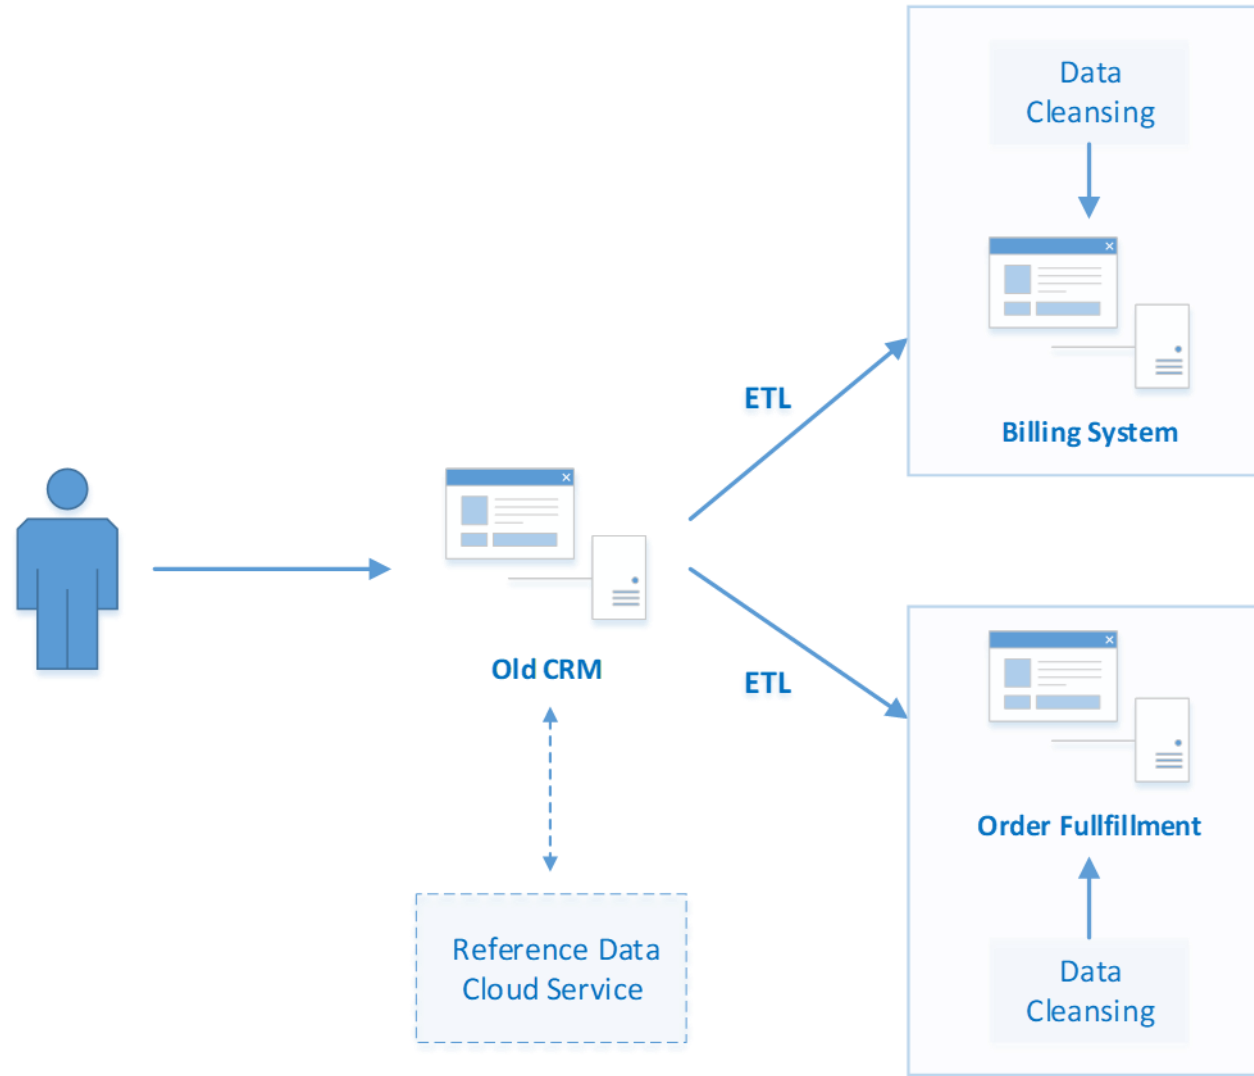 Data
Cleansing
Billing System
ETL
Old CRM
ETL
Order Fullfillment
Reference Data
Cloud Service
Data
Cleansing